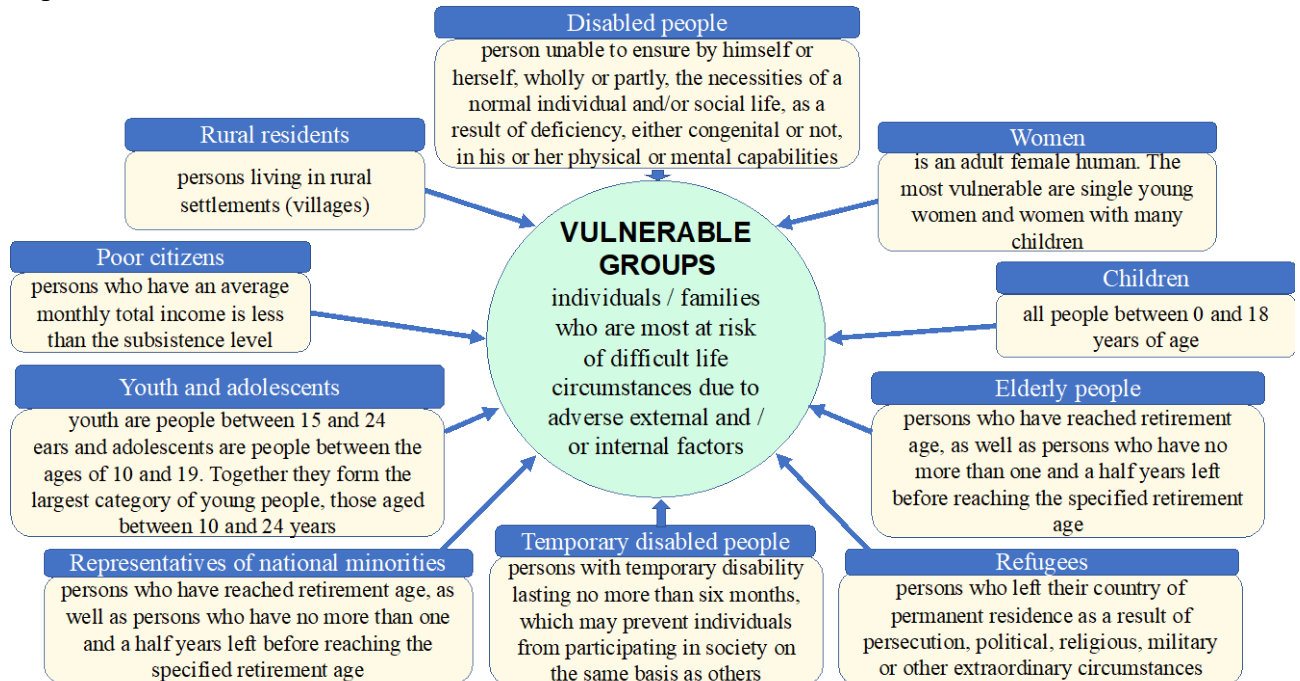 Disabled people
person unable to ensure by himself or
herself, wholly or partly, the necessities of a
normal individual and/or social life, as a
result of deficiency, either congenital or not,
in his or her physical or mental capabilities
Rural residents
persons living in rural
settlements (villages)
Women
is an adult female human. The
most vulnerable are single young
women and women with many
children
VULNERABLE
GROUPS
individuals / families
who are most at risk
of difficult life
circumstances due to
adverse external and /
or internal factors
Poor citizens
persons who have an average
monthly total income is less
than the subsistence level
Children
all people between 0 and 18
years of age
Youth and adolescents
youth are people between 15 and 24
ears and adolescents are people between the
ages of 10 and 19. Together they form the
largest category of young people, those aged
between 10 and 24 years
Elderly people
persons who have reached retirement
age, as well as persons who have no
more than one and a half years left
before reaching the specified retirement
age
Representatives of national minorities
persons who have reached retirement age, as
well as persons who have no more than one
and a half years left before reaching the
specified retirement age
Temporary disabled people
persons with temporary disability
lasting no more than six months,
which may prevent individuals
from participating in society on
the same basis as others
Refugees
persons who left their country of
permanent residence as a result of
persecution, political, religious, military
or other extraordinary circumstances